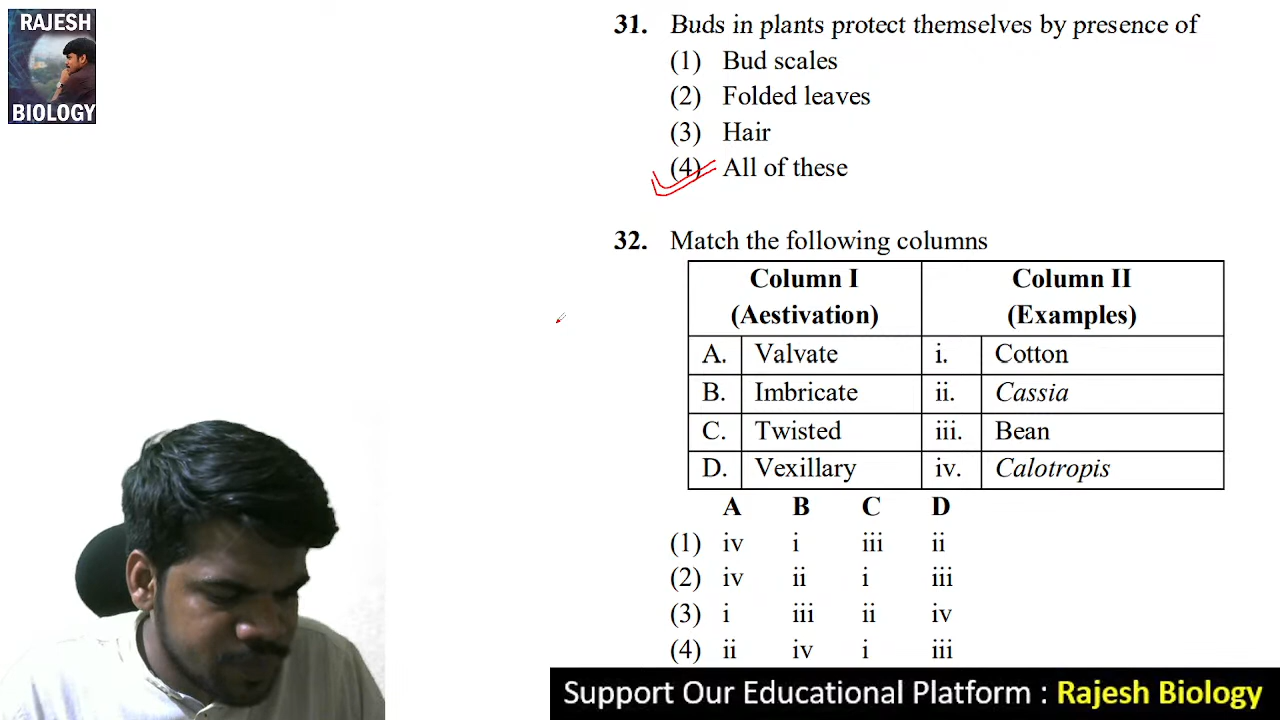 RAJESH
BIOLOGY
31. Buds in plants protect themselves by presence of
(1) Bud scales
(2) Folded leaves
(3) Hair
(4) All of these
32. Match the following columns
Column I (Aestivation) Column II (Examples)
A. Valvate i. Cotton
B. Imbricate ii. Cassia
C. Twisted iii. Bean
D. Vexillary iv. Calotropis
A B C D
(1) iv i iii ii
(2) iv ii i iii
(3) i iii ii iv
(4) ii iv i iii
Support Our Educational Platform : Rajesh Biology